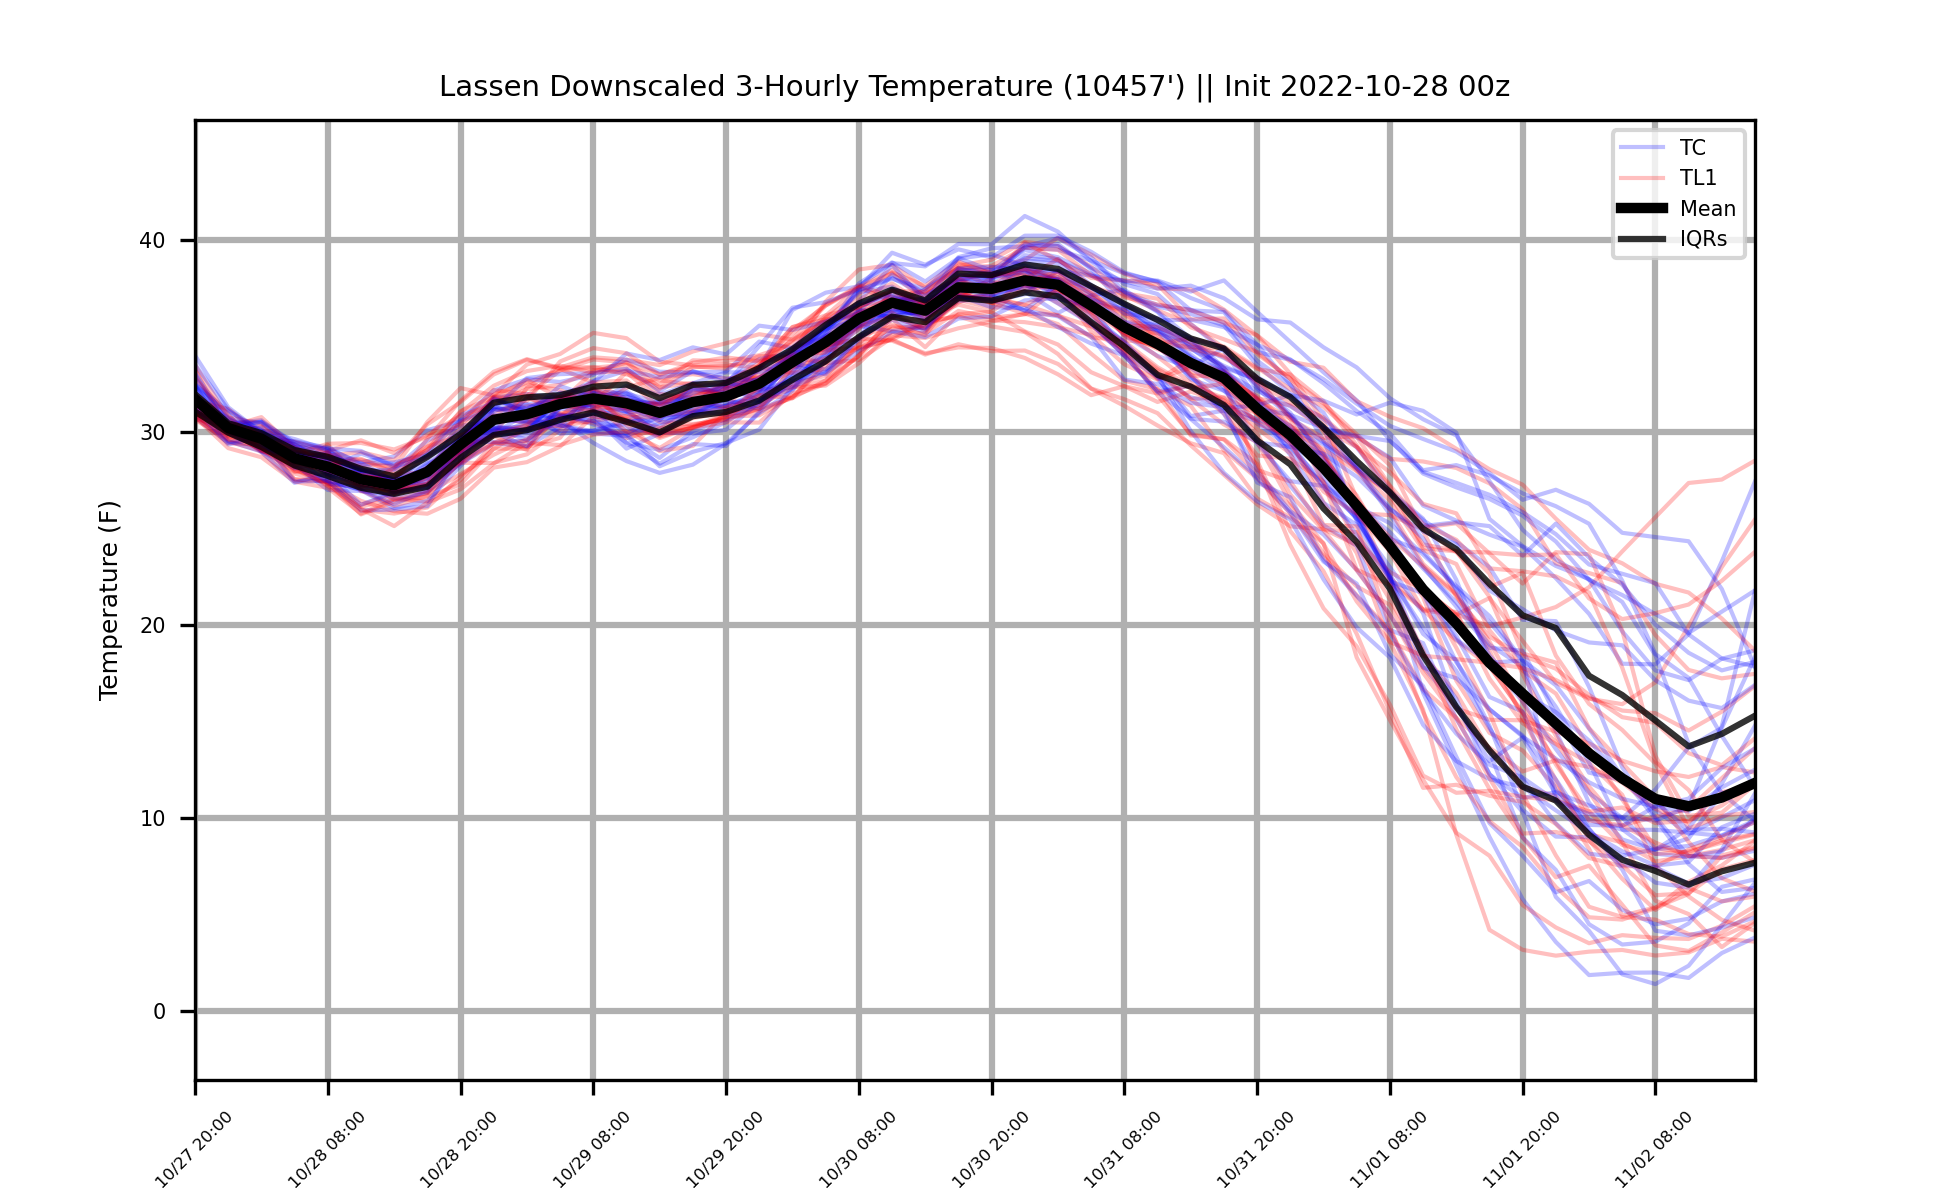 Lassen Downscaled 3-Hourly Temperature (10457') || Init 2022-10-28 00z
TC
TL1
Mean
IQRs
Temperature (F)
40
30
20
10
0
10/27 20:00
10/28 08:00
10/28 20:00
10/29 08:00
10/29 20:00
10/30 08:00
10/30 20:00
10/31 08:00
10/31 20:00
11/01 08:00
11/01 20:00
11/02 08:00